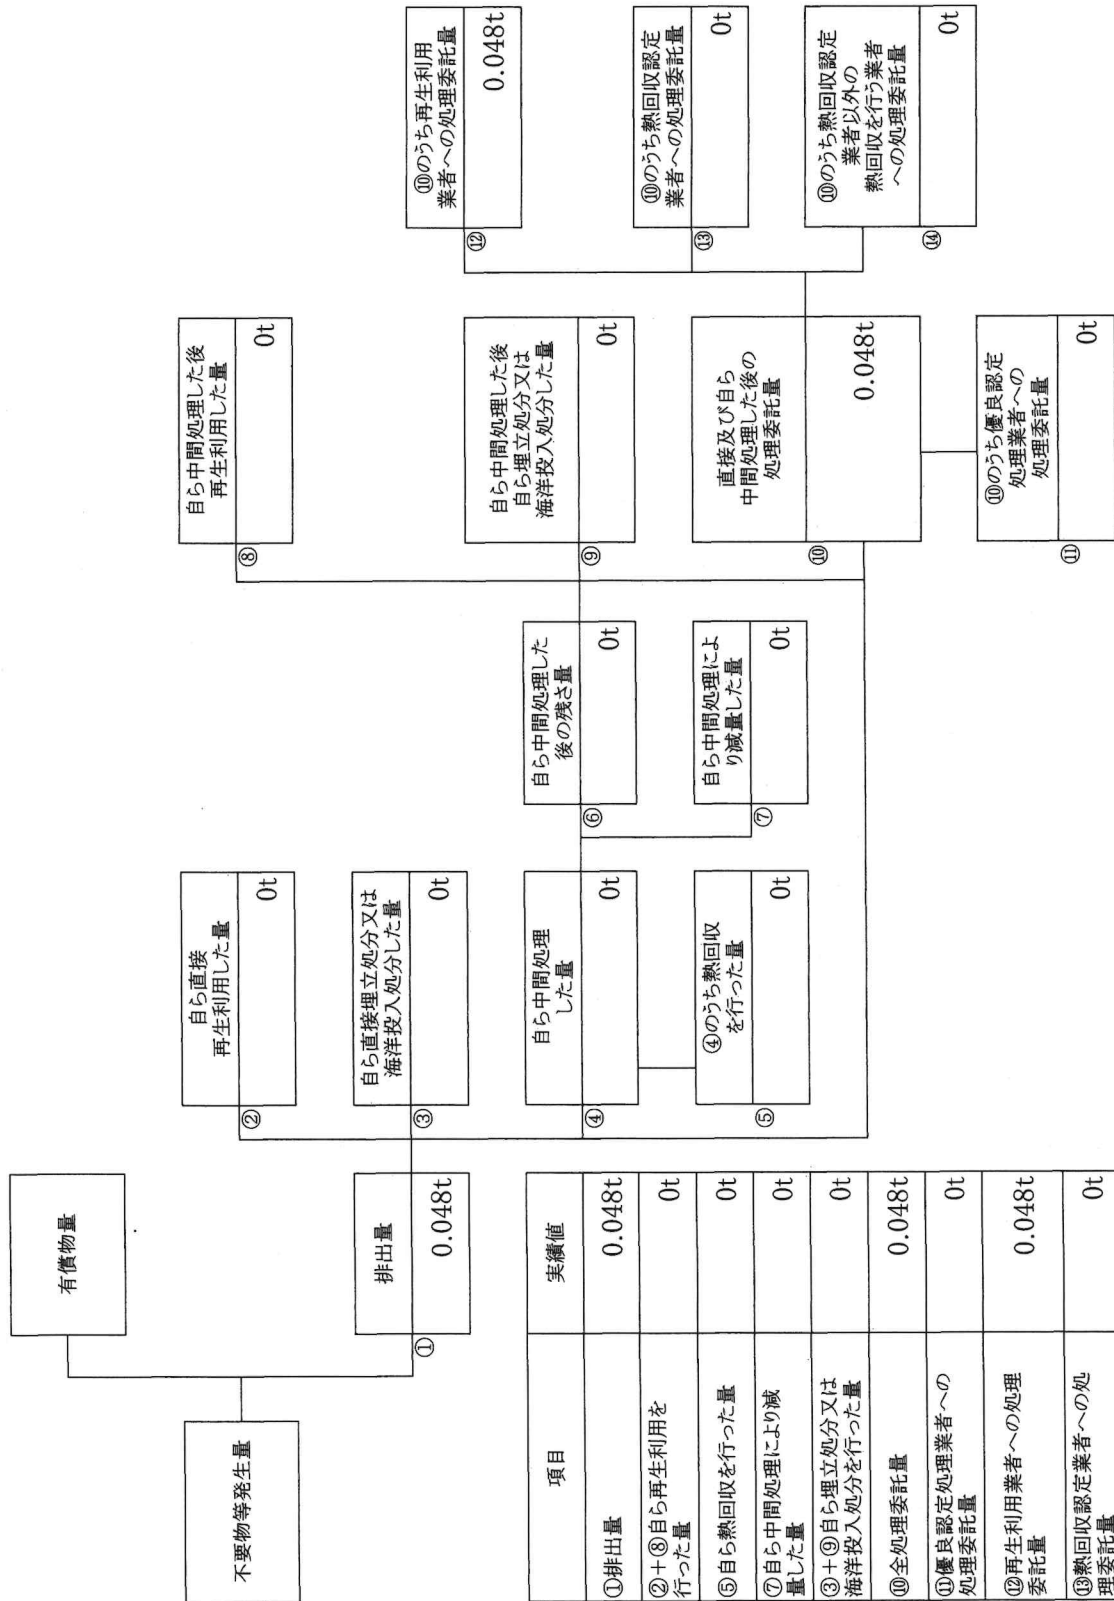 有償物量
不要物等発生量
排出量
①
0.048t
自ら直接
再生利用した量
②
0t
自ら直接埋立処分又は
海洋投入処分した量
③
0t
自ら中間処理
した量
④
0t
④のうち熱回収
を行った量
⑤
0t
自ら中間処理した
後の残さ量
⑥
0t
自ら中間処理によ
り減量した量
⑦
0t
自ら中間処理した後
再生利用した量
⑧
0t
自ら中間処理した後
自ら埋立処分又は
海洋投入処分した量
⑨
0t
直接及び自ら
中間処理した後の
処理委託量
⑩
0.048t
⑩のうち優良認定
処理業者への
処理委託量
⑪
0t
⑩のうち再生利用
業者への処理委託量
⑫
0.048t
⑩のうち熱回収認定
業者への処理委託量
⑬
0t
⑩のうち熱回収認定
業者以外の
熱回収を行う業者
への処理委託量
⑭
0t
項目 実績値
①排出量 0.048t
②＋⑧自ら再生利用を
行った量 0t
⑤自ら熱回収を行った量 0t
⑦自ら中間処理により減
量した量 0t
③＋⑨自ら埋立処分又は
海洋投入処分を行った量 0t
⑩全処理委託量 0.048t
⑪優良認定処理業者への
処理委託量 0t
⑫再生利用業者への処理
委託量 0.048t
⑬熱回収認定業者への処
理委託量 0t